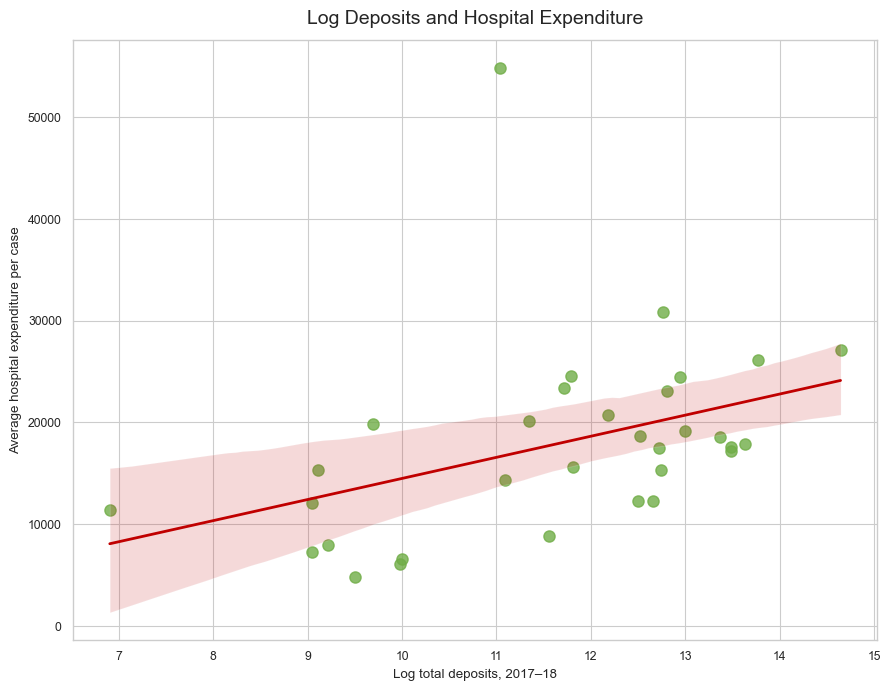 Log Deposits and Hospital Expenditure
Average hospital expenditure per case
50000
40000
30000
20000
10000
0
7 8 9 10 11 12 13 14 15
Log total deposits, 2017–18